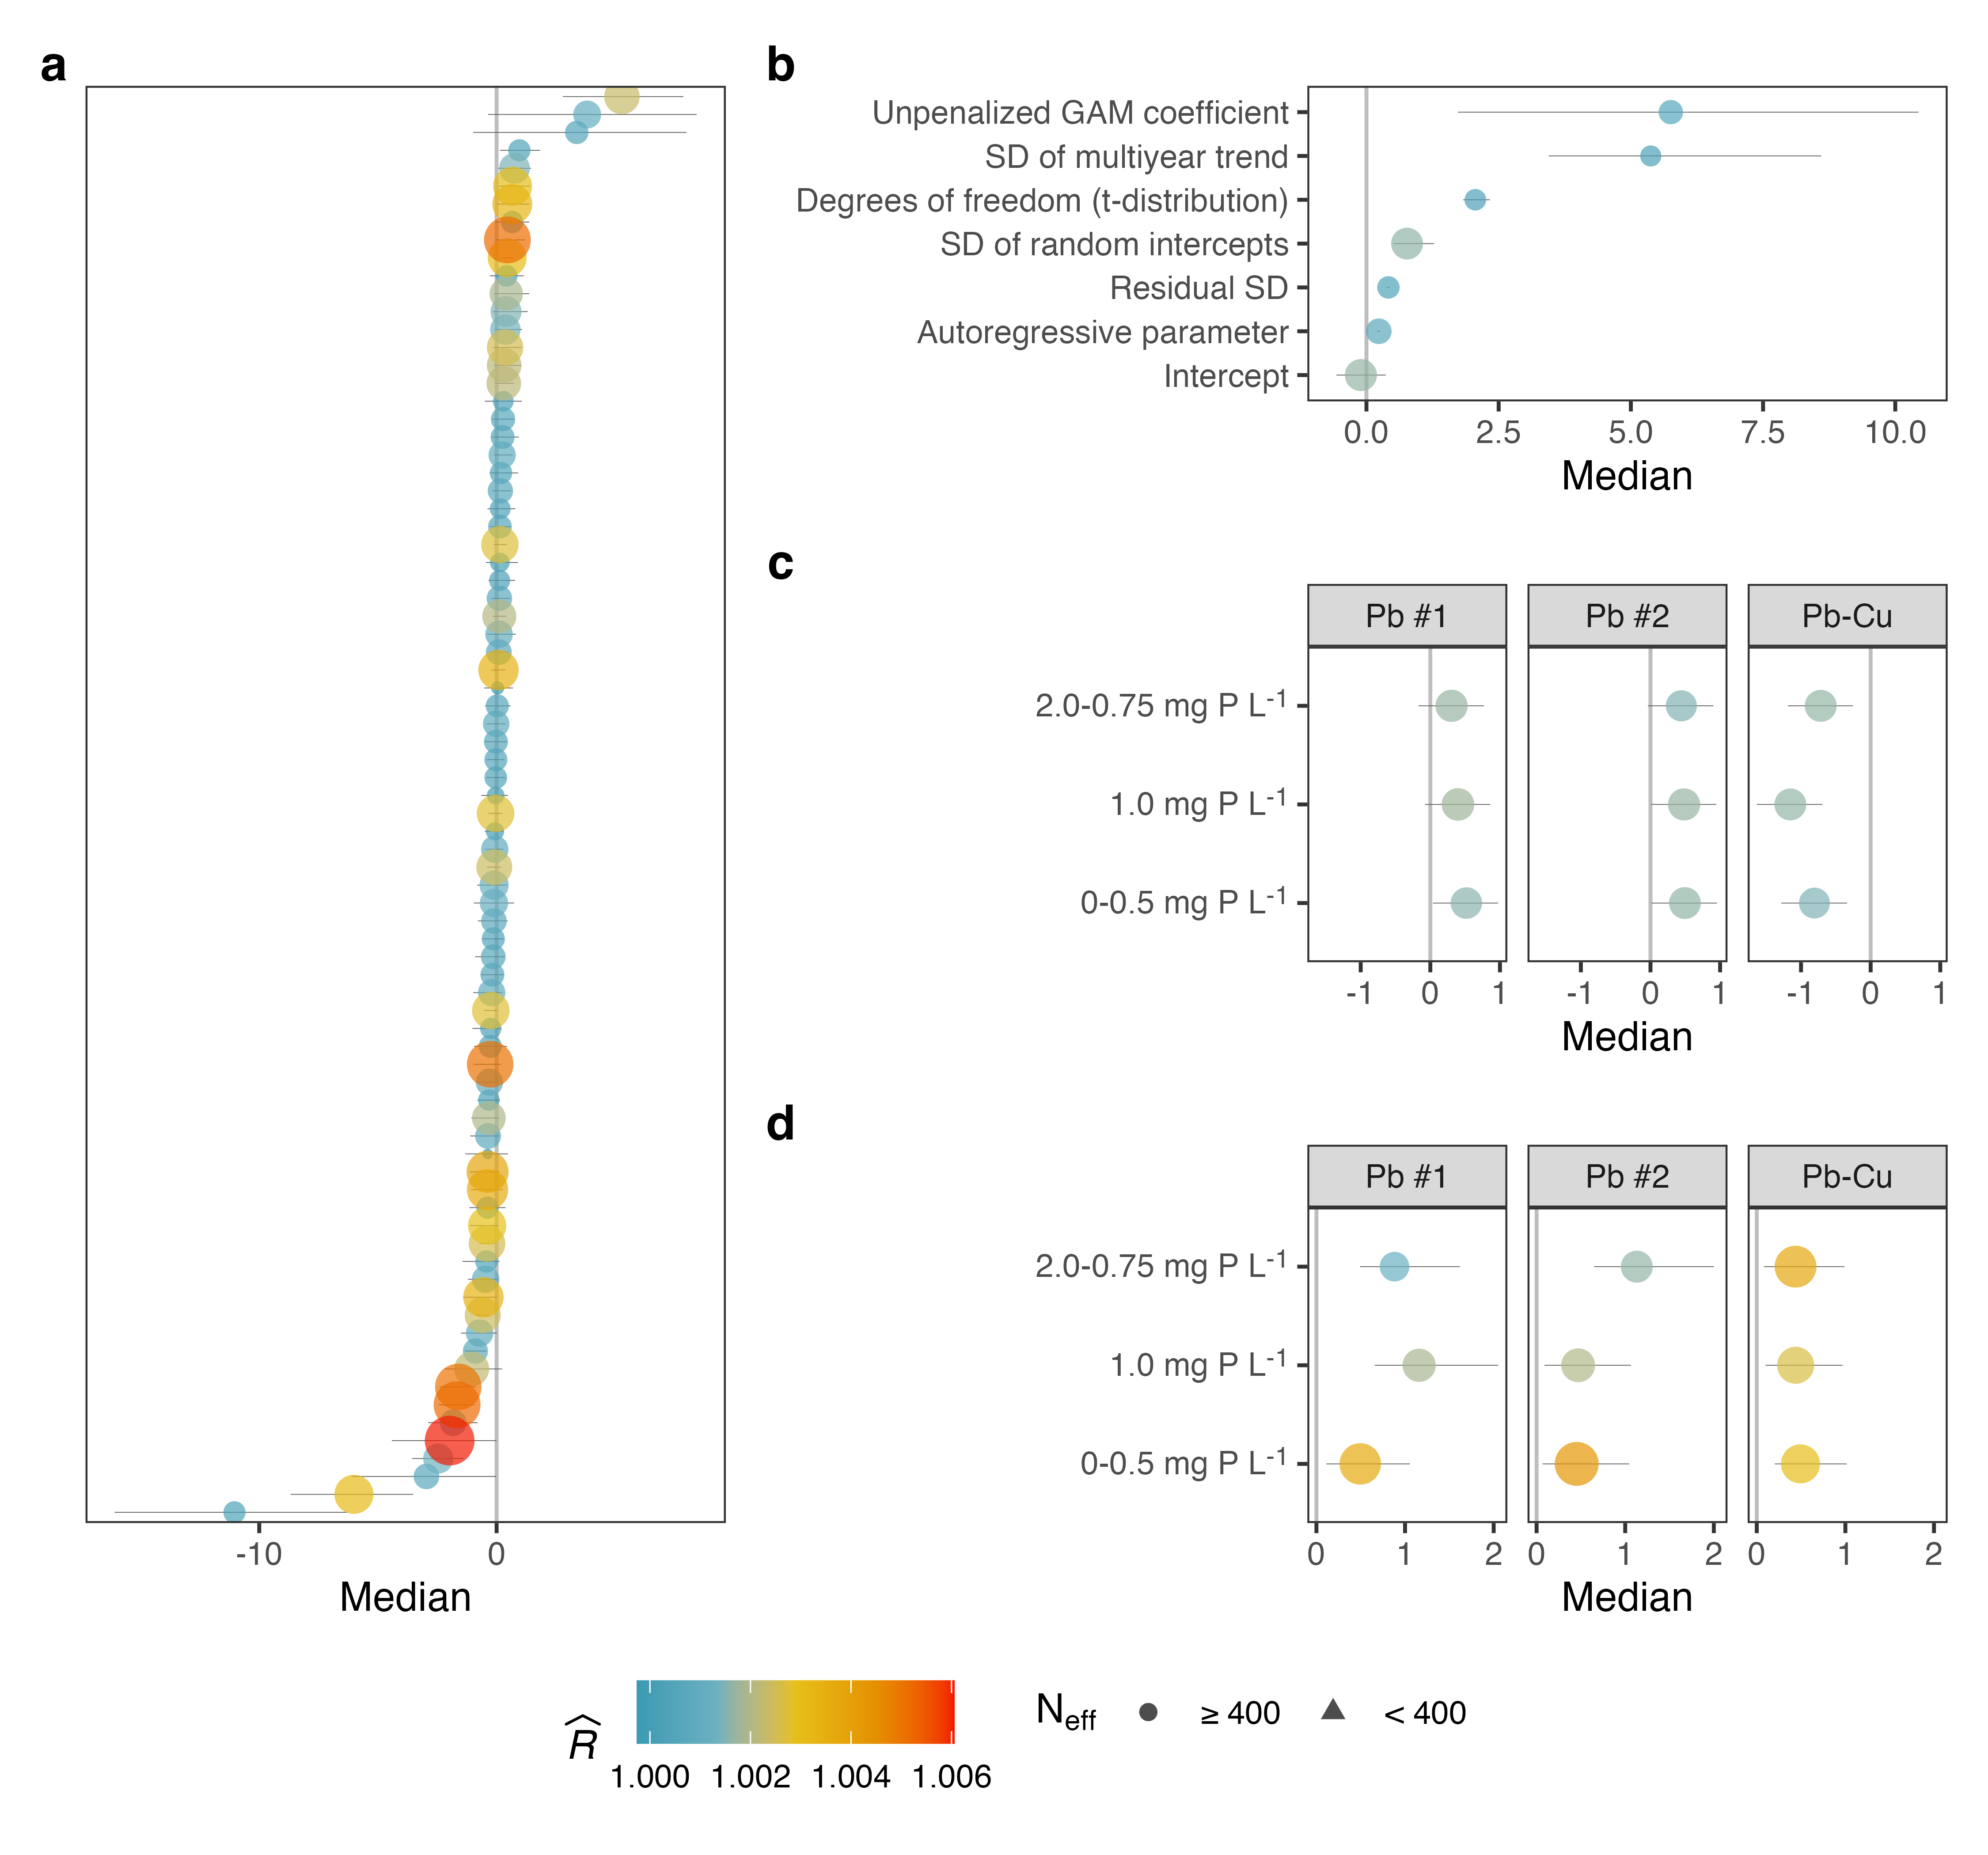 a
-10 0
Median
b
Unpenalized GAM coefficient
SD of multiyear trend
Degrees of freedom (t-distribution)
SD of random intercepts
Residual SD
Autoregressive parameter
Intercept
0.0 2.5 5.0 7.5 10.0
Median
c
Pb #1 Pb #2 Pb-Cu
2.0-0.75 mg P L⁻¹
1.0 mg P L⁻¹
0-0.5 mg P L⁻¹
-1 0 1 -1 0 1 -1 0 1
Median
d
Pb #1 Pb #2 Pb-Cu
2.0-0.75 mg P L⁻¹
1.0 mg P L⁻¹
0-0.5 mg P L⁻¹
0 1 2 0 1 2 0 1 2
Median
R̂
1.000 1.002 1.004 1.006
Neff ≥ 400 < 400